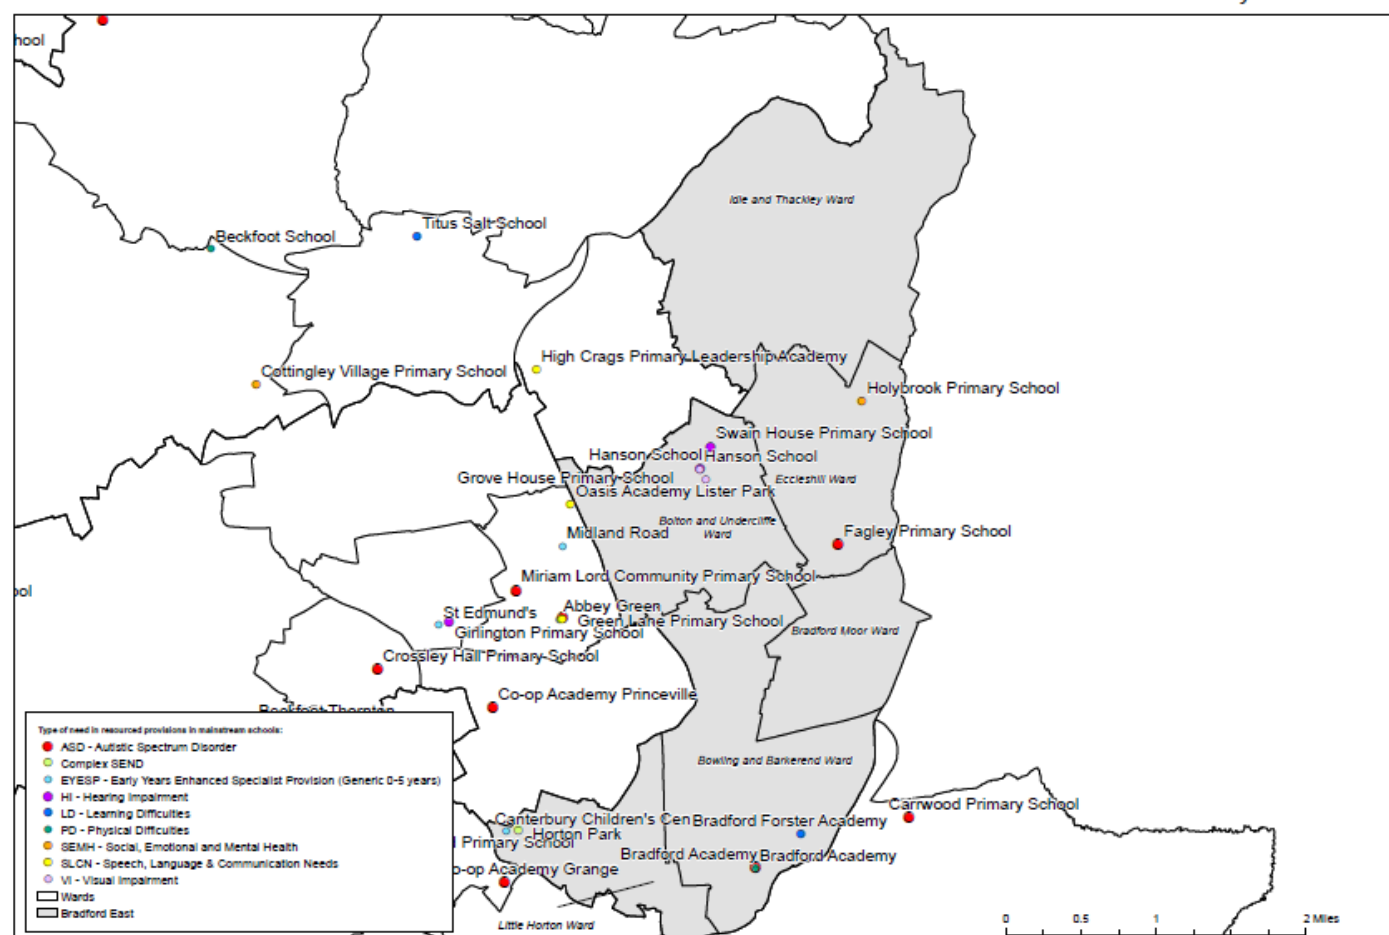 hool
Idle and Thackley Ward
Titus Salt School
Beckfoot School
High Crags Primary Leadership Academy
Cottingley Village Primary School
Holybrook Primary School
Swain House Primary School
Hanson School
Hanson School
Grove House Primary School
Eccleshill Ward
Oasis Academy Lister Park
Bolton and Undercliffe
Ward
Midland Road
Fagley Primary School
Miriam Lord Community Primary School
ool
Abbey Green
St Edmund's
Green Lane Primary School
Girlington Primary School
Bradford Moor Ward
Crossley Hall Primary School
Co-op Academy Princeville
Beckfoot Thornton
Type of need in resourced provisions in mainstream schools:
ASD - Autistic Spectrum Disorder
Complex SEND
EYESP - Early Years Enhanced Specialist Provision (Generic 0-5 years)
HI - Hearing Impairment
LD - Learning Difficulties
PD - Physical Difficulties
SEMH - Social, Emotional and Mental Health
SLCN - Speech, Language & Communication Needs
VI - Visual Impairment
Wards
Bradford East
Bowling and Barkerend Ward
Carrwood Primary School
Canterbury Children's Cen
Bradford Forster Academy
Horton Park
l Primary School
Bradford Academy
Bradford Academy
o-op Academy Grange
Little Horton Ward
0 0.5 1 2 Miles